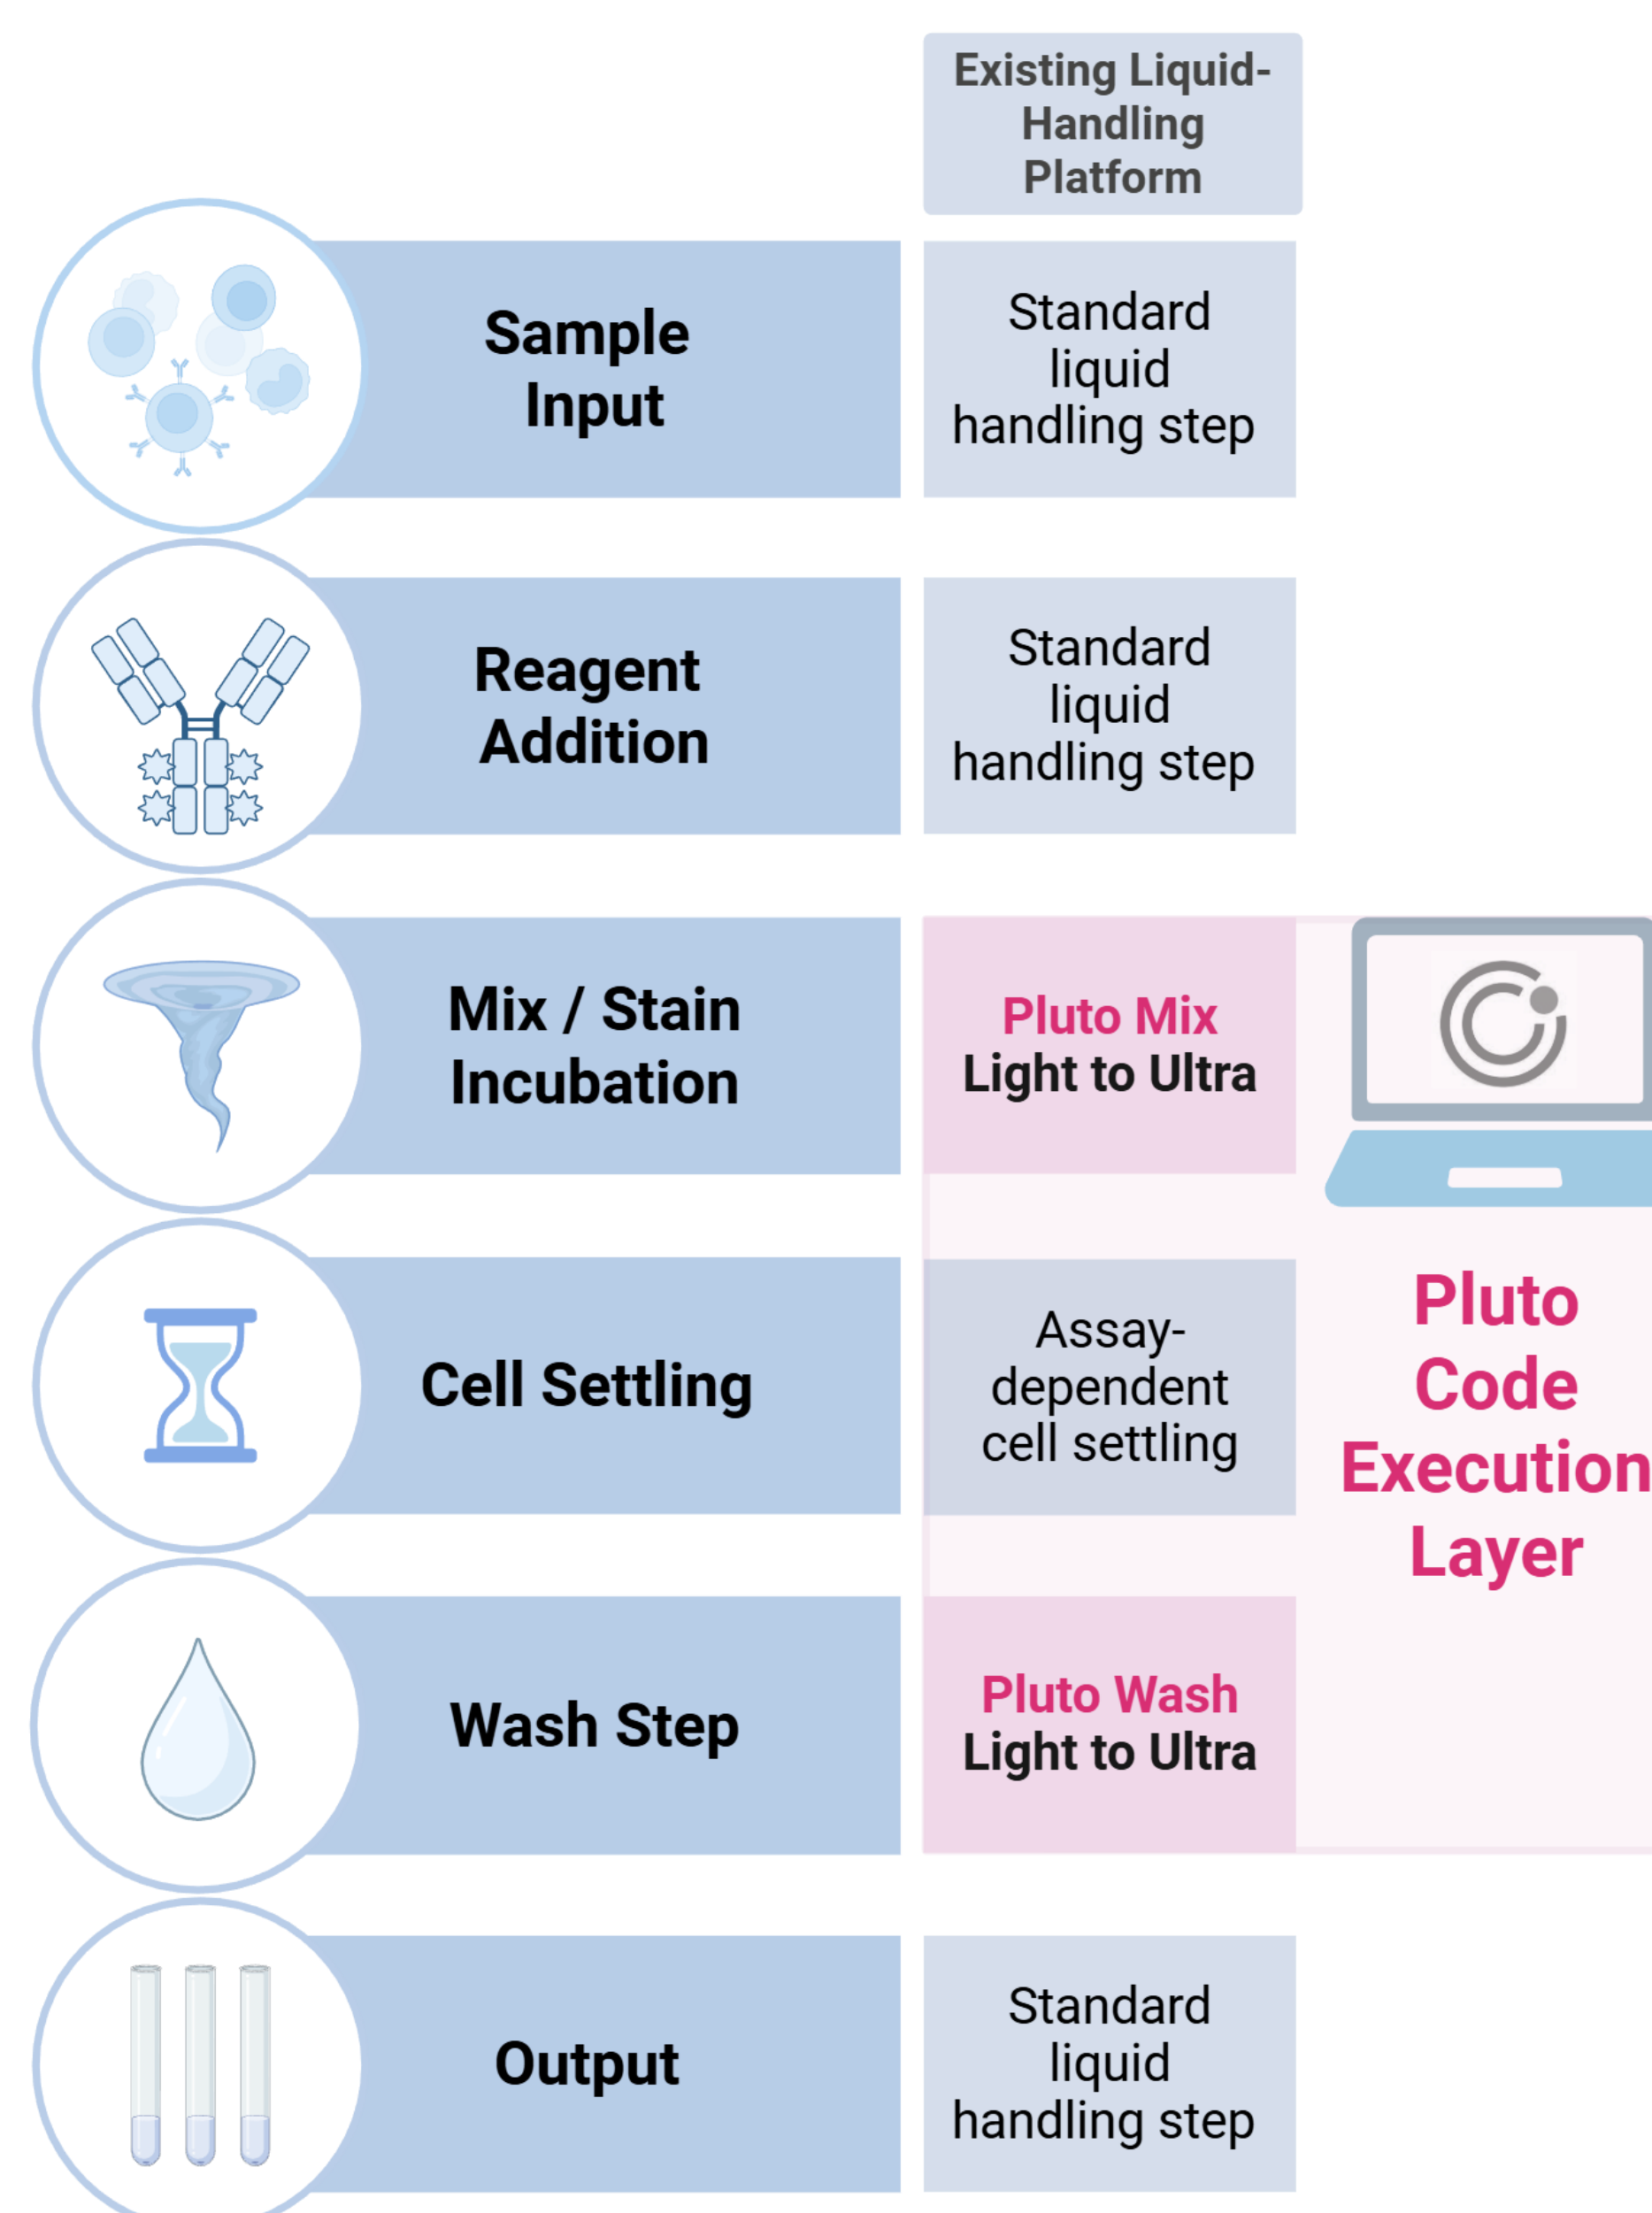 Existing Liquid-
Handling
Platform
Sample
Input
Standard
liquid
handling step
Reagent
Addition
Standard
liquid
handling step
Mix / Stain
Incubation
Pluto Mix
Light to Ultra
Cell Settling
Assay-
dependent
cell settling
Pluto
Code
Execution
Layer
Wash Step
Pluto Wash
Light to Ultra
Output
Standard
liquid
handling step